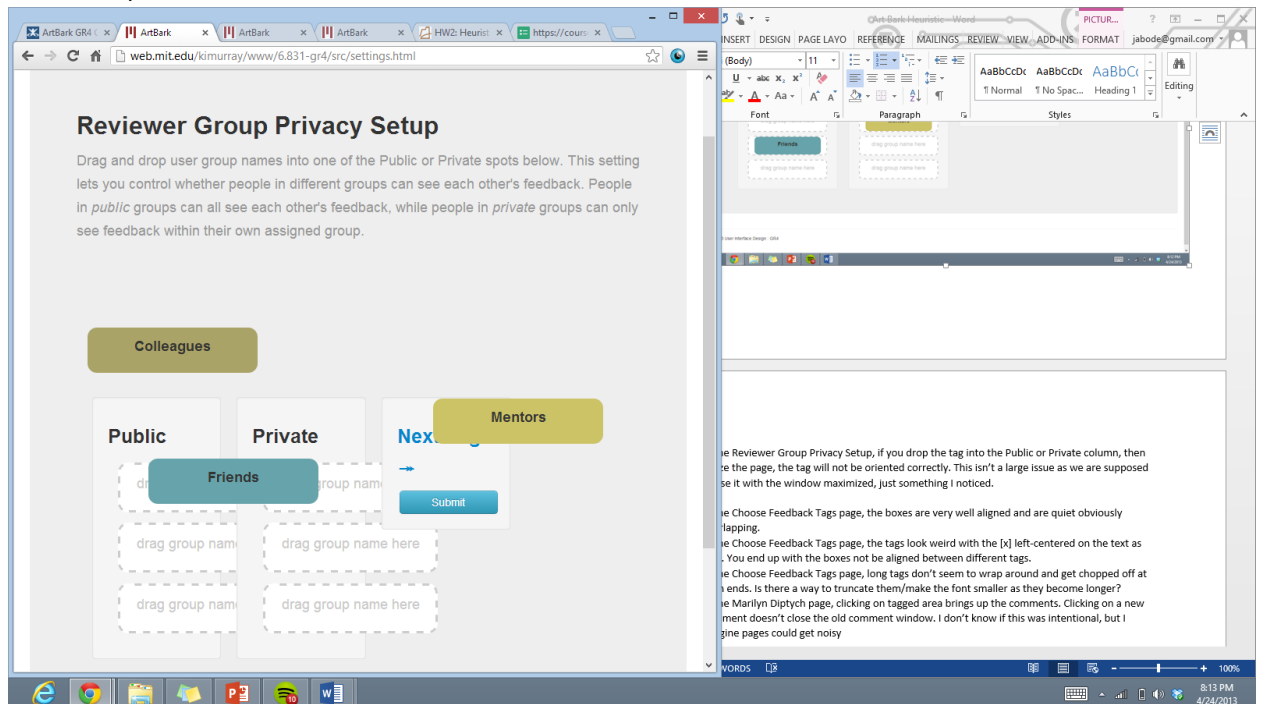 ArtBark GR4
ArtBark
ArtBark
ArtBark
HW2: Heurist
https://cours
web.mit.edu/kimurray/www/6.831-gr4/src/settings.html
Reviewer Group Privacy Setup
Drag and drop user group names into one of the Public or Private spots below. This setting
lets you control whether people in different groups can see each other's feedback. People
in public groups can all see each other's feedback, while people in private groups can only
see feedback within their own assigned group.
Colleagues
Mentors
Public
Private
Friends
Submit
drag group nam
drag group name here
drag group nam
drag group name here
Art Bark Heuristic - Word
PICTUR...
INSERT DESIGN PAGE LAYO REFERENCE MAILINGS REVIEW VIEW ADD-INS FORMAT jabode@gmail.com
(Body) 11
Editing
AaBbCcDc AaBbCcDc AaBbCc
¶ Normal ¶ No Spac... Heading 1
Font Paragraph Styles
Friends
drag group name here
drag group name here
drag group name here
User Interface Design GR4
e Reviewer Group Privacy Setup, if you drop the tag into the Public or Private column, then
ze the page, the tag will not be oriented correctly. This isn't a large issue as we are supposed
se it with the window maximized, just something I noticed.
e Choose Feedback Tags page, the boxes are very well aligned and are quiet obviously
lapping.
e Choose Feedback Tags page, the tags look weird with the [x] left-centered on the text as
. You end up with the boxes not be aligned between different tags.
e Choose Feedback Tags page, long tags don't seem to wrap around and get chopped off at
ends. Is there a way to truncate them/make the font smaller as they become longer?
e Marilyn Diptych page, clicking on tagged area brings up the comments. Clicking on a new
ment doesn't close the old comment window. I don't know if this was intentional, but I
gine pages could get noisy
WORDS
100%
8:13 PM
4/24/2013